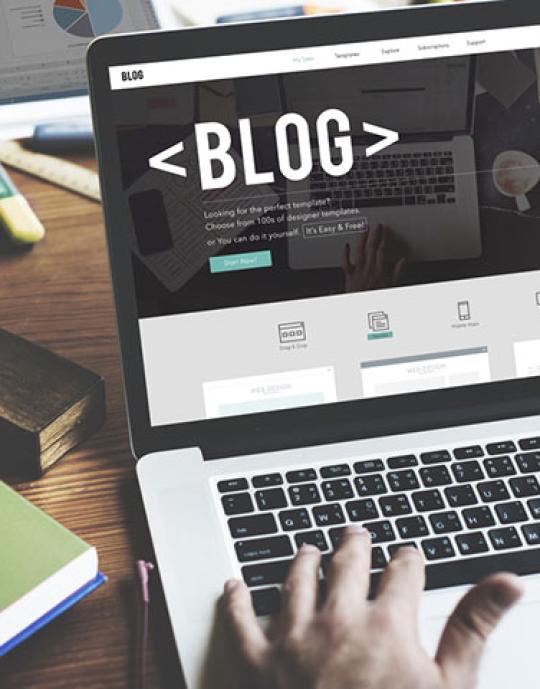 BLOG
My Sites Templates Explore Subscriptions Support
<BLOG>
Looking for the perfect template?
Choose from 100s of designer templates.
or You can do it yourself. It's Easy & Free!
Start Now!
Drag & Drop
Mobile Apps
WEB DESIGN
WEB DESIGN